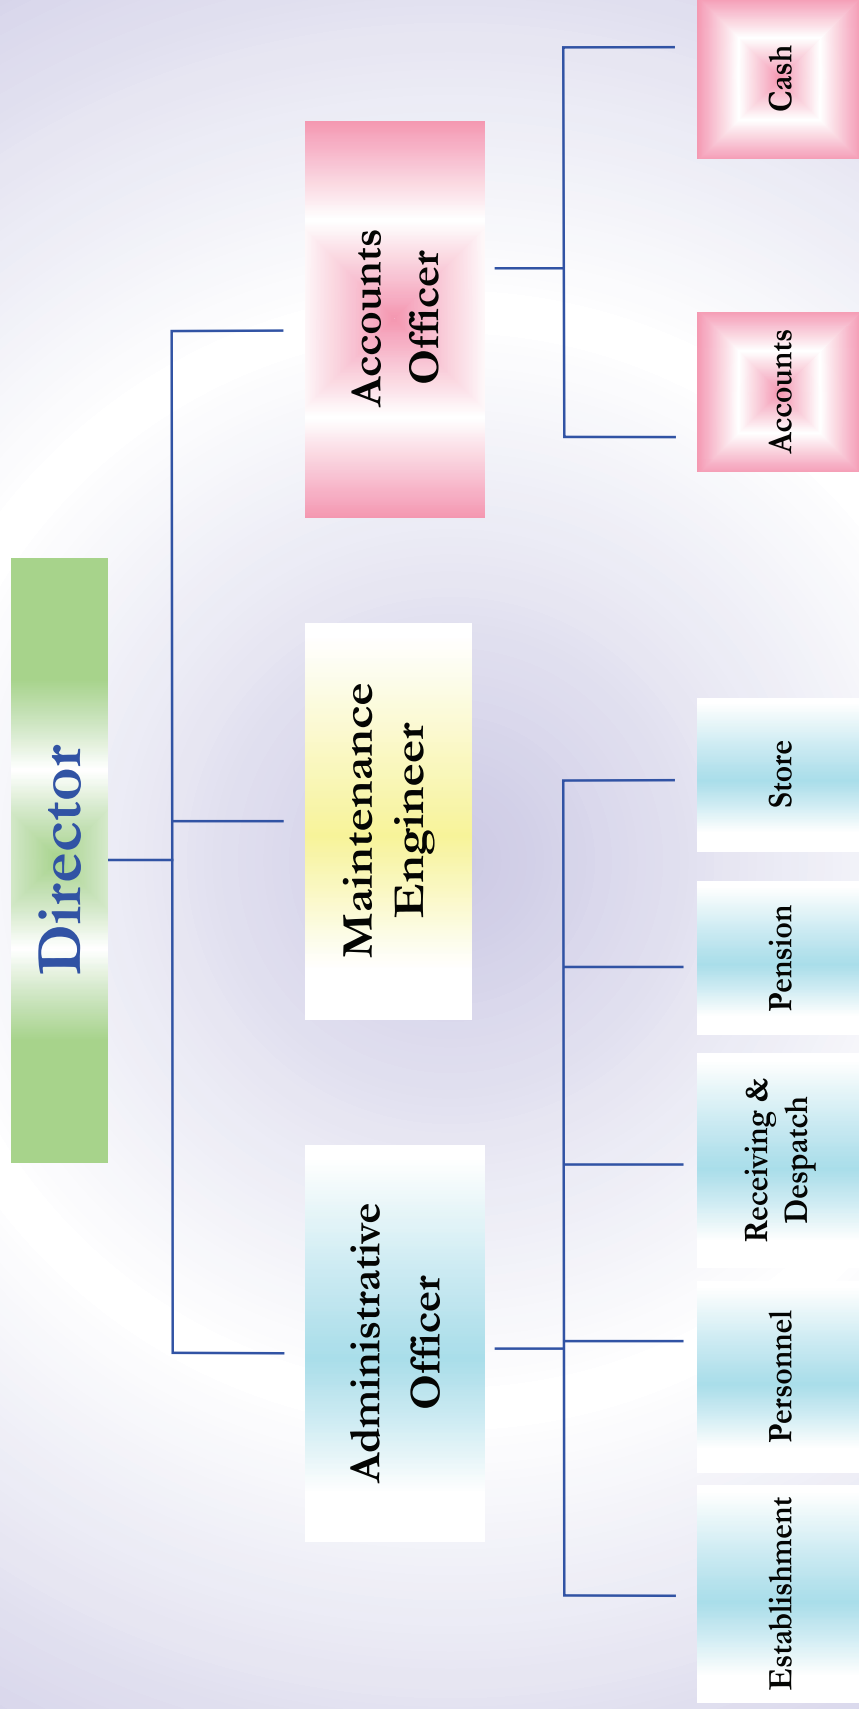 Director
Administrative
Officer
Maintenance
Engineer
Accounts
Officer
Establishment
Personnel
Receiving &
Despatch
Pension
Store
Accounts
Cash